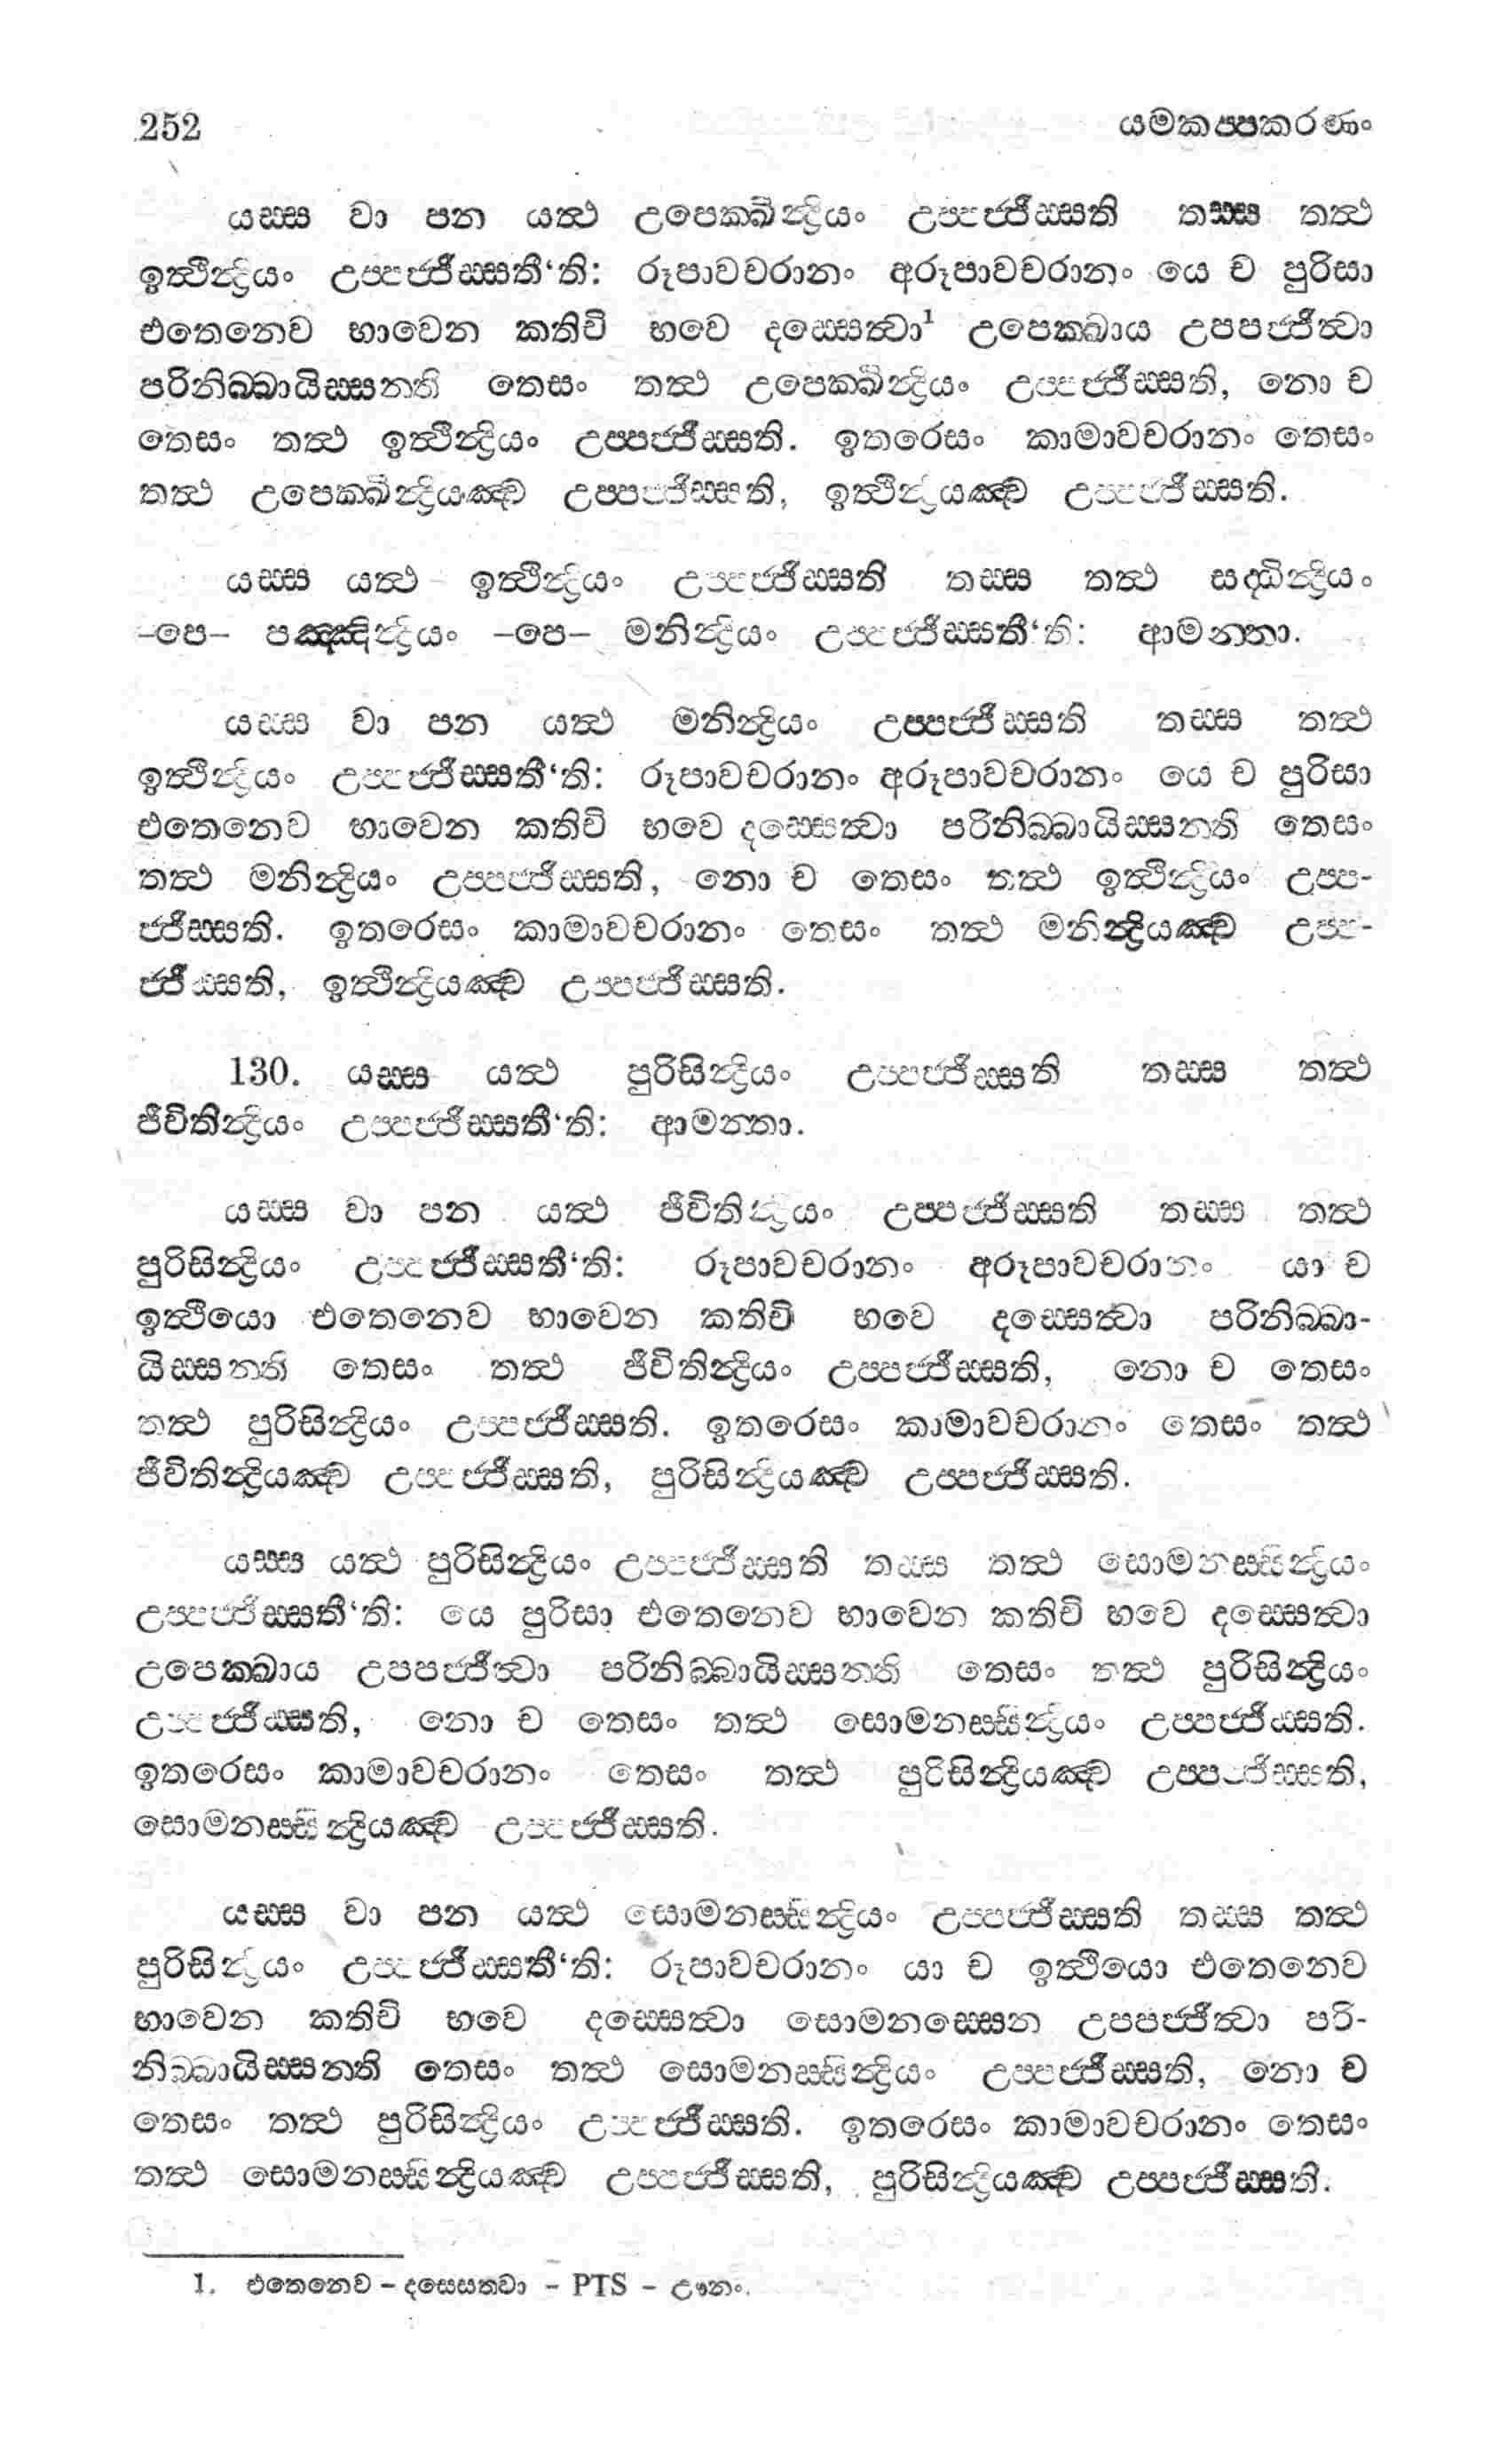 252 යමකප්පකරණං
යස්ස වා පන යත්ථ උපෙක්ඛින්ද්‍රියං උප්පජ්ජිස්සති තස්ස තත්ථ
ඉත්ථින්ද්‍රියං උප්පජ්ජිස්සතී‘ති: රූපාවචරානං අරූපාවචරානං යෙ ච පුරිසා
එතෙනෙව භාවෙන කතිචි භවෙ දස්සෙත්වා¹ උපෙක්ඛාය උපපජ්ජිත්වා
පරිනිබ්බායිස්සන්ති තෙසං තත්ථ උපෙක්ඛින්ද්‍රියං උප්පජ්ජිස්සති, නො ච
තෙසං තත්ථ ඉත්ථින්ද්‍රියං උප්පජ්ජිස්සති. ඉතරෙසං කාමාවචරානං තෙසං
තත්ථ උපෙක්ඛින්ද්‍රියඤ්ච උප්පජ්ජිස්සති, ඉත්ථින්ද්‍රියඤ්ච උප්පජ්ජිස්සති.
යස්ස යත්ථ ඉත්ථින්ද්‍රියං උප්පජ්ජිස්සති තස්ස තත්ථ සද්ධින්ද්‍රියං
–පෙ– පඤ්ඤින්ද්‍රියං –පෙ– මනින්ද්‍රියං උප්පජ්ජිස්සතී‘ති: ආමන්තා.
යස්ස වා පන යත්ථ මනින්ද්‍රියං උප්පජ්ජිස්සති තස්ස තත්ථ
ඉත්ථින්ද්‍රියං උප්පජ්ජිස්සතී‘ති: රූපාවචරානං අරූපාවචරානං යෙ ච පුරිසා
එතෙනෙව භාවෙන කතිචි භවෙ දස්සෙත්වා පරිනිබ්බායිස්සන්ති තෙසං
තත්ථ මනින්ද්‍රියං උප්පජ්ජිස්සති, නො ච තෙසං තත්ථ ඉත්ථින්ද්‍රියං උප්ප-
ජ්ජිස්සති. ඉතරෙසං කාමාවචරානං තෙසං තත්ථ මනින්ද්‍රියඤ්ච උප්ප-
ජ්ජිස්සති, ඉත්ථින්ද්‍රියඤ්ච උප්පජ්ජිස්සති.
130. යස්ස යත්ථ පුරිසින්ද්‍රියං උප්පජ්ජිස්සති තස්ස තත්ථ
ජීවිතින්ද්‍රියං උප්පජ්ජිස්සතී‘ති: ආමන්තා.
යස්ස වා පන යත්ථ ජීවිතින්ද්‍රියං උප්පජ්ජිස්සති තස්ස තත්ථ
පුරිසින්ද්‍රියං උප්පජ්ජිස්සතී‘ති: රූපාවචරානං අරූපාවචරානං යා ච
ඉත්ථියො එතෙනෙව භාවෙන කතිචි භවෙ දස්සෙත්වා පරිනිබ්බා-
යිස්සන්ති තෙසං තත්ථ ජීවිතින්ද්‍රියං උප්පජ්ජිස්සති, නො ච තෙසං
තත්ථ පුරිසින්ද්‍රියං උප්පජ්ජිස්සති. ඉතරෙසං කාමාවචරානං තෙසං තත්ථ
ජීවිතින්ද්‍රියඤ්ච උප්පජ්ජිස්සති, පුරිසින්ද්‍රියඤ්ච උප්පජ්ජිස්සති.
යස්ස යත්ථ පුරිසින්ද්‍රියං උප්පජ්ජිස්සති තස්ස තත්ථ සොමනස්සින්ද්‍රියං
උප්පජ්ජිස්සතී‘ති: යෙ පුරිසා එතෙනෙව භාවෙන කතිචි භවෙ දස්සෙත්වා
උපෙක්ඛාය උපපජ්ජිත්වා පරිනිබ්බායිස්සන්ති තෙසං තත්ථ පුරිසින්ද්‍රියං
උප්පජ්ජිස්සති, නො ච තෙසං තත්ථ සොමනස්සින්ද්‍රියං උප්පජ්ජිස්සති.
ඉතරෙසං කාමාවචරානං තෙසං තත්ථ පුරිසින්ද්‍රියඤ්ච උප්පජ්ජිස්සති,
සොමනස්සින්ද්‍රියඤ්ච උප්පජ්ජිස්සති.
යස්ස වා පන යත්ථ සොමනස්සින්ද්‍රියං උප්පජ්ජිස්සති තස්ස තත්ථ
පුරිසින්ද්‍රියං උප්පජ්ජිස්සතී‘ති: රූපාවචරානං යා ච ඉත්ථියො එතෙනෙව
භාවෙන කතිචි භවෙ දස්සෙත්වා සොමනස්සෙන උපපජ්ජිත්වා පරි-
නිබ්බායිස්සන්ති තෙසං තත්ථ සොමනස්සින්ද්‍රියං උප්පජ්ජිස්සති, නො ච
තෙසං තත්ථ පුරිසින්ද්‍රියං උප්පජ්ජිස්සති. ඉතරෙසං කාමාවචරානං තෙසං
තත්ථ සොමනස්සින්ද්‍රියඤ්ච උප්පජ්ජිස්සති, පුරිසින්ද්‍රියඤ්ච උප්පජ්ජිස්සති.
1. එතෙනෙව – දසෙසත්වා – PTS – ඌනං.